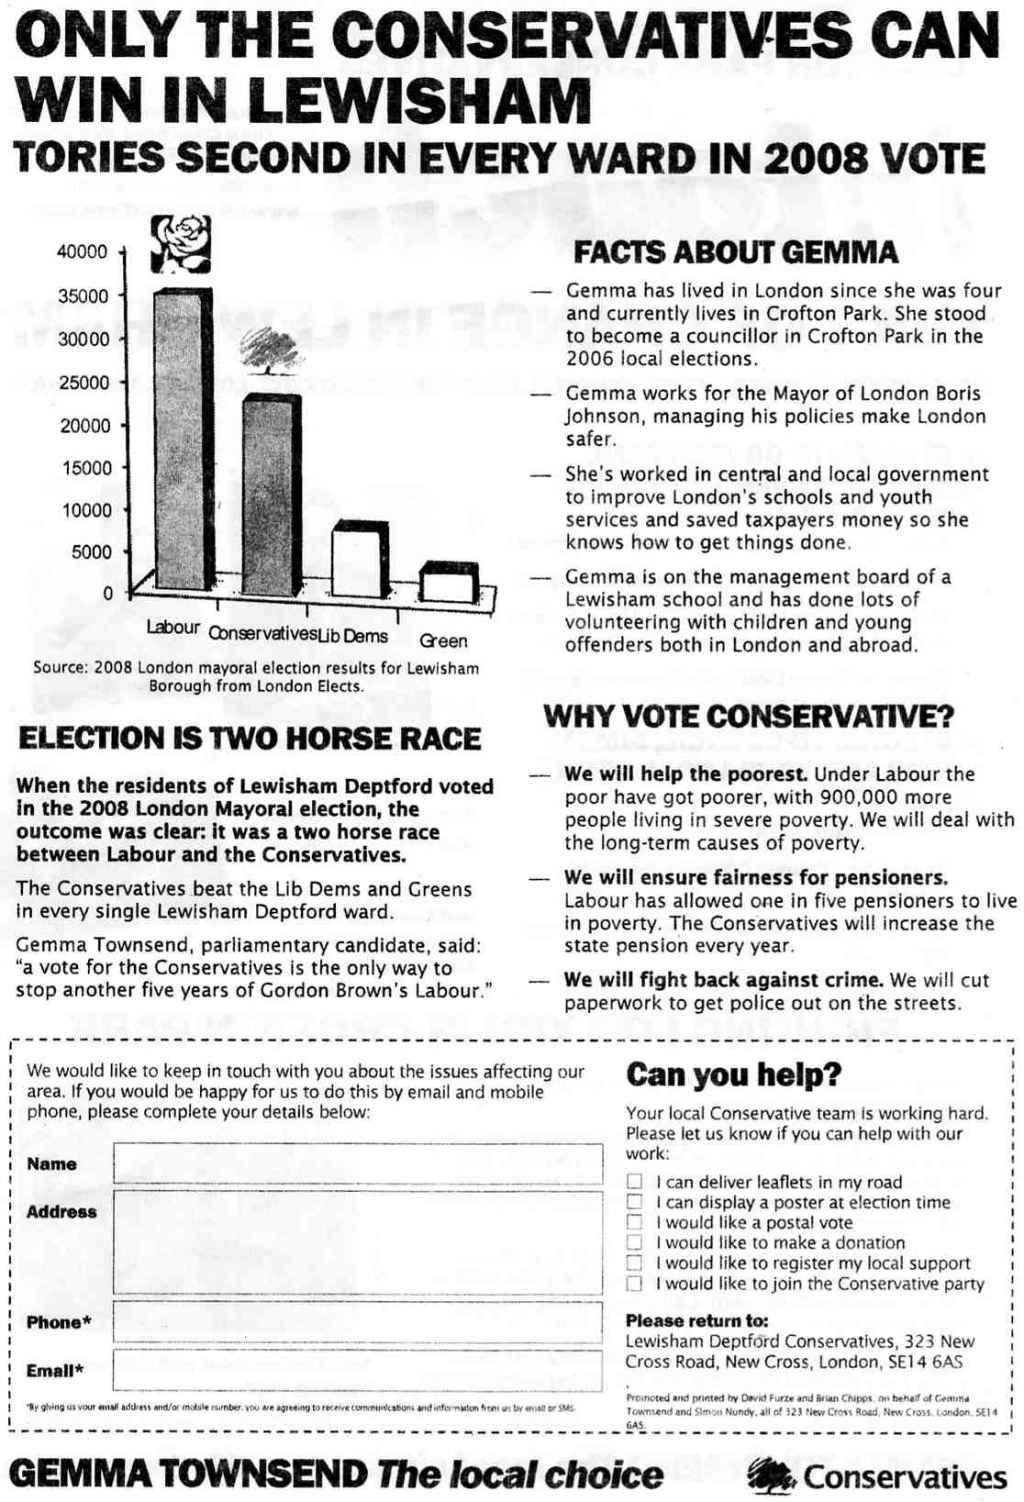 ONLY THE CONSERVATIVES CAN
WIN IN LEWISHAM
TORIES SECOND IN EVERY WARD IN 2008 VOTE
40000
35000
30000
25000
20000
15000
10000
5000
0
Labour Conservatives Lib Dems Green
Source: 2008 London mayoral election results for Lewisham
Borough from London Elects.
ELECTION IS TWO HORSE RACE
When the residents of Lewisham Deptford voted
in the 2008 London Mayoral election, the
outcome was clear: it was a two horse race
between Labour and the Conservatives.
The Conservatives beat the Lib Dems and Greens
in every single Lewisham Deptford ward.
Gemma Townsend, parliamentary candidate, said:
“a vote for the Conservatives is the only way to
stop another five years of Gordon Brown's Labour.”
FACTS ABOUT GEMMA
— Gemma has lived in London since she was four
and currently lives in Crofton Park. She stood
to become a councillor in Crofton Park in the
2006 local elections.
— Gemma works for the Mayor of London Boris
Johnson, managing his policies make London
safer.
— She's worked in central and local government
to improve London's schools and youth
services and saved taxpayers money so she
knows how to get things done.
— Gemma is on the management board of a
Lewisham school and has done lots of
volunteering with children and young
offenders both in London and abroad.
WHY VOTE CONSERVATIVE?
— We will help the poorest. Under Labour the
poor have got poorer, with 900,000 more
people living in severe poverty. We will deal with
the long-term causes of poverty.
— We will ensure fairness for pensioners.
Labour has allowed one in five pensioners to live
in poverty. The Conservatives will increase the
state pension every year.
— We will fight back against crime. We will cut
paperwork to get police out on the streets.
We would like to keep in touch with you about the issues affecting our
area. If you would be happy for us to do this by email and mobile
phone, please complete your details below:
Name
Address
Phone*
Email*
*By giving us your email address and/or mobile number, you are agreeing to receive communications and information from us by email or SMS.
Can you help?
Your local Conservative team is working hard.
Please let us know if you can help with our
work:
I can deliver leaflets in my road
I can display a poster at election time
I would like a postal vote
I would like to make a donation
I would like to register my local support
I would like to join the Conservative party
Please return to:
Lewisham Deptford Conservatives, 323 New
Cross Road, New Cross, London, SE14 6AS
Promoted and printed by David Furze and Brian Chipps, on behalf of Gemma
Townsend and Simon Nundy, all of 323 New Cross Road, New Cross, London, SE14
6AS.
GEMMA TOWNSEND The local choice
Conservatives